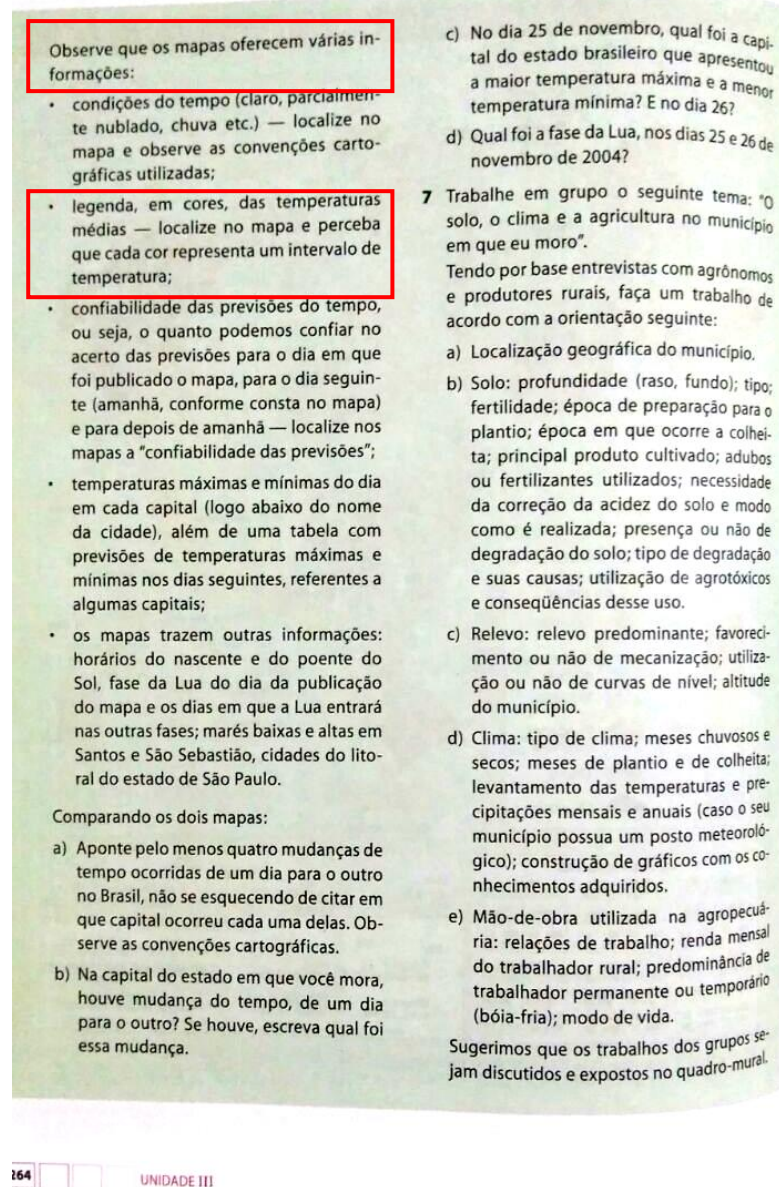 Observe que os mapas oferecem várias in-
formações:
• condições do tempo (claro, parcialmen-
te nublado, chuva etc.) — localize no
mapa e observe as convenções carto-
gráficas utilizadas;
• legenda, em cores, das temperaturas
médias — localize no mapa e perceba
que cada cor representa um intervalo de
temperatura;
• confiabilidade das previsões do tempo,
ou seja, o quanto podemos confiar no
acerto das previsões para o dia em que
foi publicado o mapa, para o dia seguin-
te (amanhã, conforme consta no mapa)
e para depois de amanhã — localize nos
mapas a “confiabilidade das previsões”;
• temperaturas máximas e mínimas do dia
em cada capital (logo abaixo do nome
da cidade), além de uma tabela com
previsões de temperaturas máximas e
mínimas nos dias seguintes, referentes a
algumas capitais;
• os mapas trazem outras informações:
horários do nascente e do poente do
Sol, fase da Lua do dia da publicação
do mapa e os dias em que a Lua entrará
nas outras fases; marés baixas e altas em
Santos e São Sebastião, cidades do lito-
ral do estado de São Paulo.
Comparando os dois mapas:
a) Aponte pelo menos quatro mudanças de
tempo ocorridas de um dia para o outro
no Brasil, não se esquecendo de citar em
que capital ocorreu cada uma delas. Ob-
serve as convenções cartográficas.
b) Na capital do estado em que você mora,
houve mudança do tempo, de um dia
para o outro? Se houve, escreva qual foi
essa mudança.
c) No dia 25 de novembro, qual foi a capi-
tal do estado brasileiro que apresentou
a maior temperatura máxima e a menor
temperatura mínima? E no dia 26?
d) Qual foi a fase da Lua, nos dias 25 e 26 de
novembro de 2004?
7 Trabalhe em grupo o seguinte tema: “O
solo, o clima e a agricultura no município
em que eu moro”.
Tendo por base entrevistas com agrônomos
e produtores rurais, faça um trabalho de
acordo com a orientação seguinte:
a) Localização geográfica do município.
b) Solo: profundidade (raso, fundo); tipo;
fertilidade; época de preparação para o
plantio; época em que ocorre a colhei-
ta; principal produto cultivado; adubos
ou fertilizantes utilizados; necessidade
da correção da acidez do solo e modo
como é realizada; presença ou não de
degradação do solo; tipo de degradação
e suas causas; utilização de agrotóxicos
e conseqüências desse uso.
c) Relevo: relevo predominante; favoreci-
mento ou não de mecanização; utiliza-
ção ou não de curvas de nível; altitude
do município.
d) Clima: tipo de clima; meses chuvosos e
secos; meses de plantio e de colheita;
levantamento das temperaturas e pre-
cipitações mensais e anuais (caso o seu
município possua um posto meteoroló-
gico); construção de gráficos com os co-
nhecimentos adquiridos.
e) Mão-de-obra utilizada na agropecuá-
ria: relações de trabalho; renda mensal
do trabalhador rural; predominância de
trabalhador permanente ou temporário
(bóia-fria); modo de vida.
Sugerimos que os trabalhos dos grupos se-
jam discutidos e expostos no quadro-mural.
264
UNIDADE III